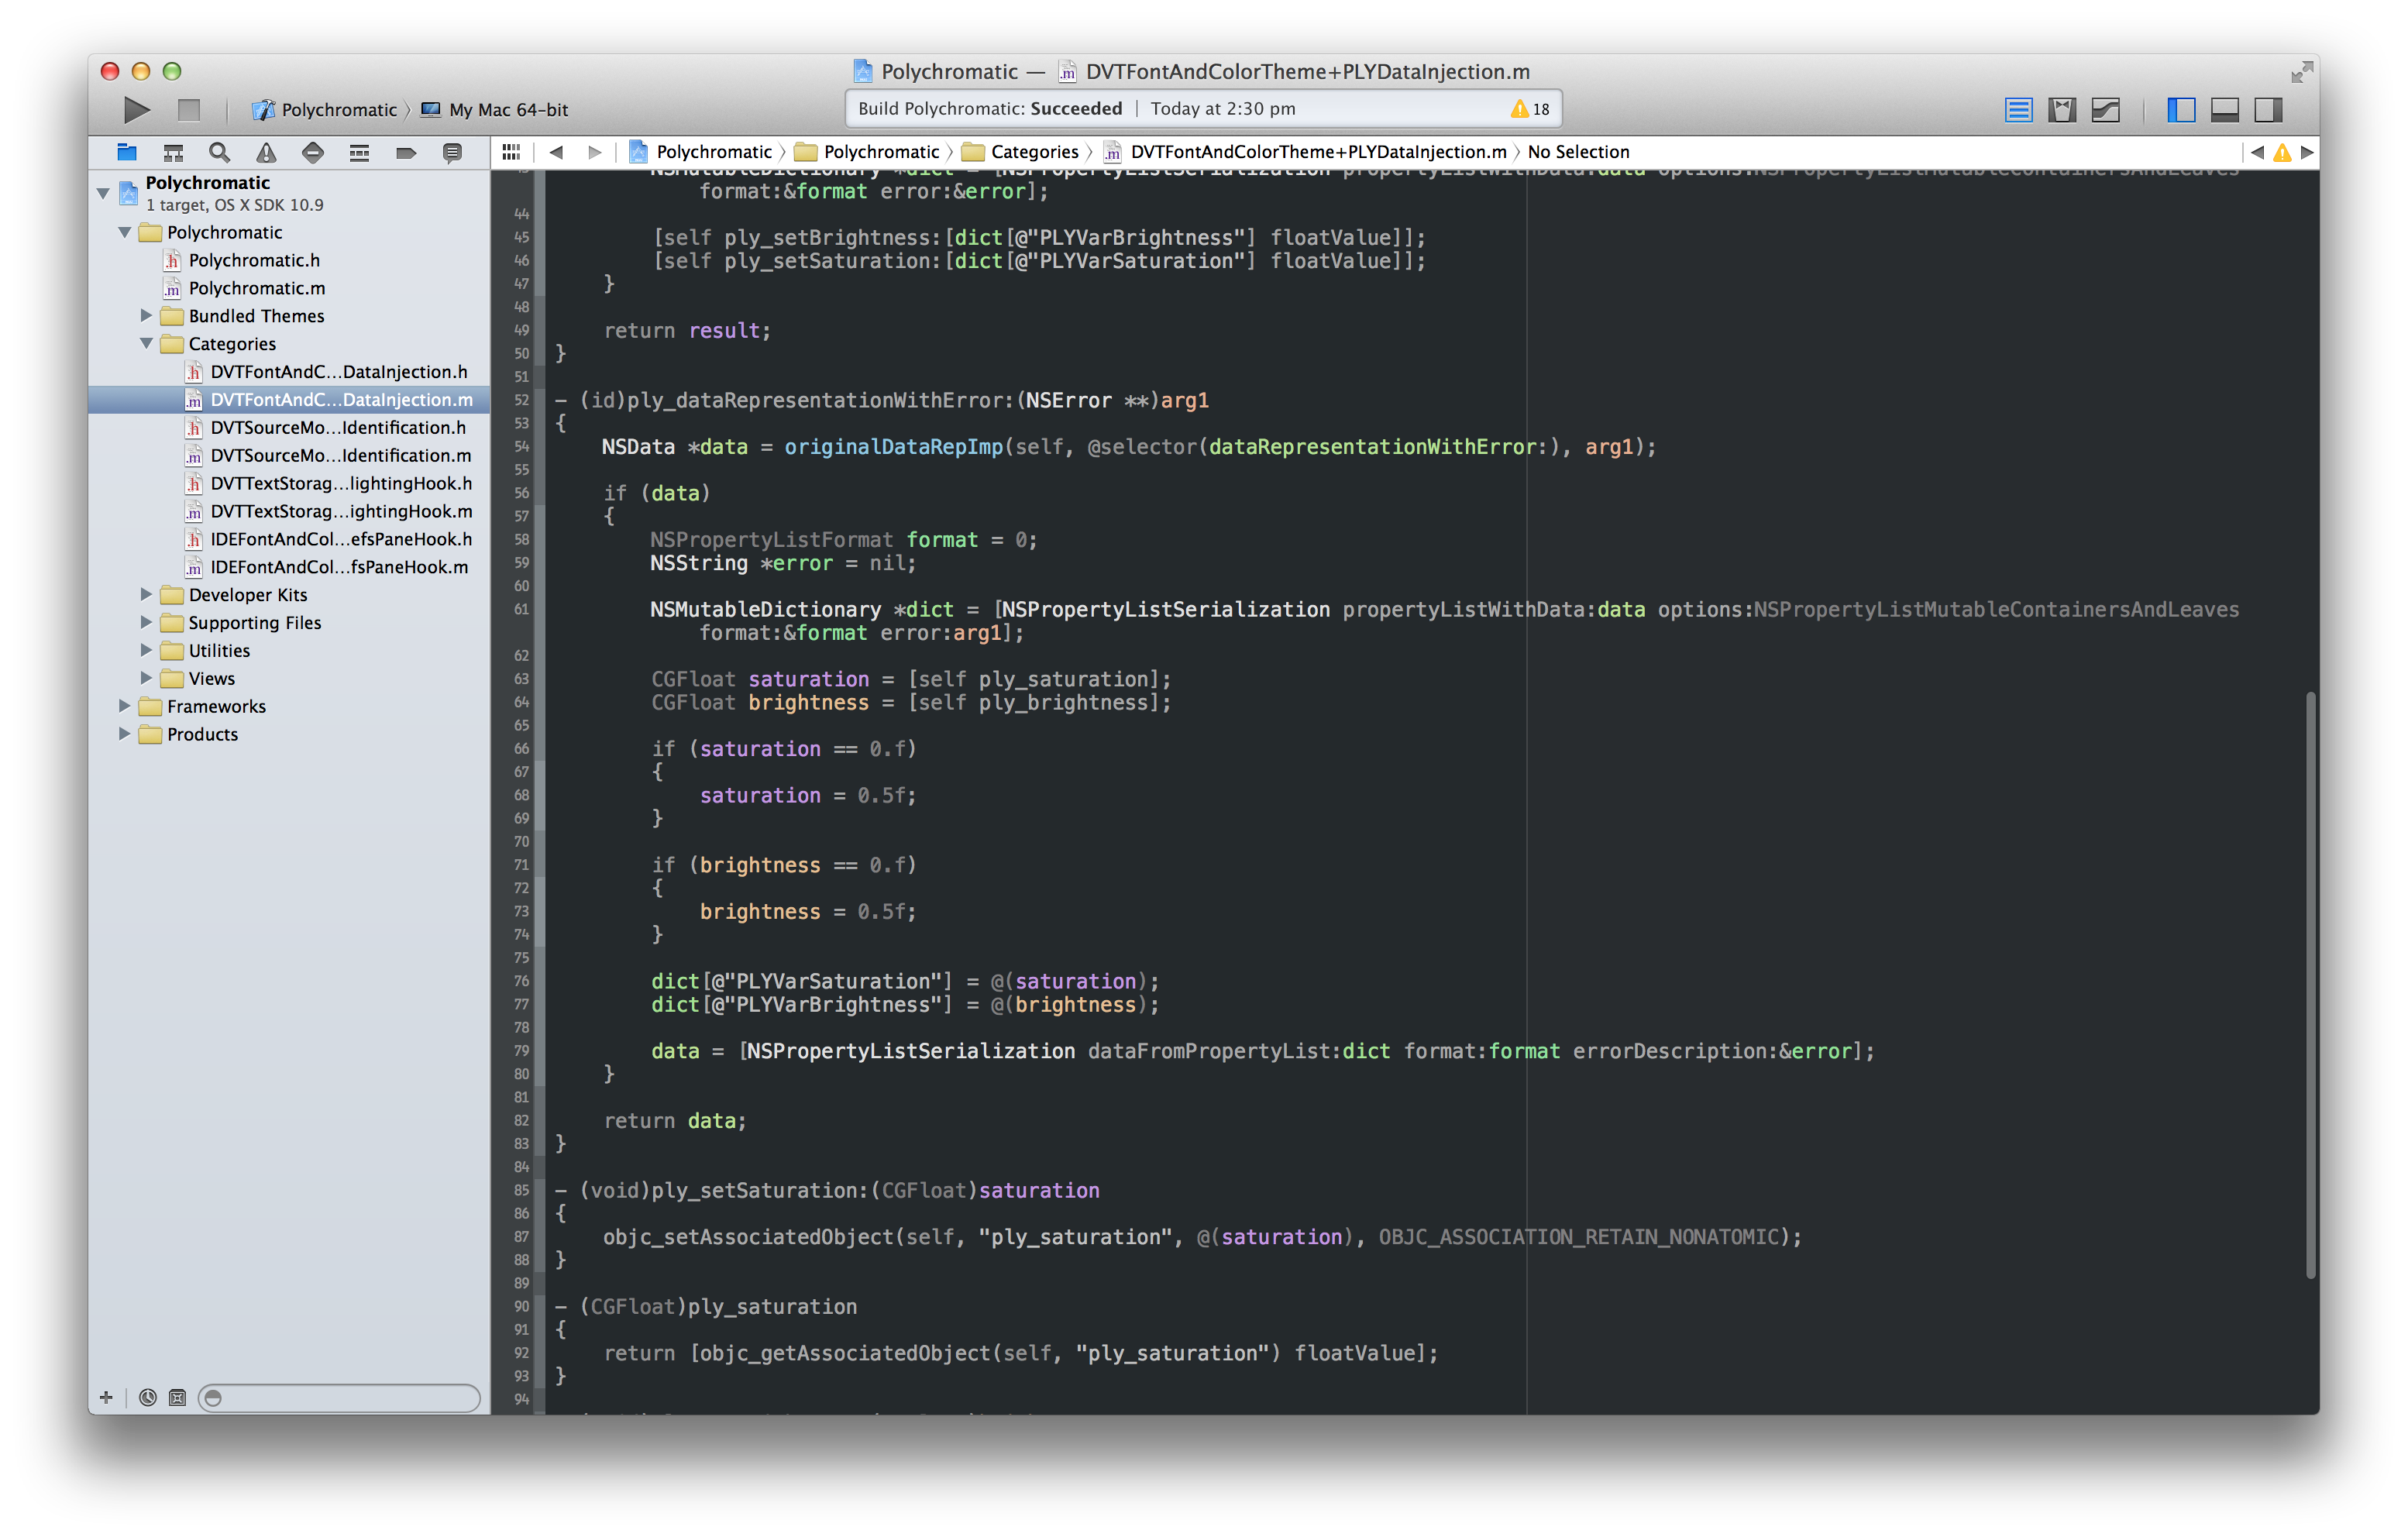 Polychromatic — DVTFontAndColorTheme+PLYDataInjection.m
Polychromatic 〉 My Mac 64-bit
Build Polychromatic: Succeeded | Today at 2:30 pm 18
Polychromatic 〉 Polychromatic 〉 Categories 〉 DVTFontAndColorTheme+PLYDataInjection.m 〉 No Selection
Polychromatic
1 target, OS X SDK 10.9
Polychromatic
Polychromatic.h
Polychromatic.m
Bundled Themes
Categories
DVTFontAndC...DataInjection.h
DVTFontAndC...DataInjection.m
DVTSourceMo...Identification.h
DVTSourceMo...Identification.m
DVTTextStorag...lightingHook.h
DVTTextStorag...ightingHook.m
IDEFontAndCol...efsPaneHook.h
IDEFontAndCol...fsPaneHook.m
Developer Kits
Supporting Files
Utilities
Views
Frameworks
Products
NSMutableDictionary *dict = [NSPropertyListSerialization propertyListWithData:data options:NSPropertyListMutableContainersAndLeaves
format:&format error:&error];
44
45 [self ply_setBrightness:[dict[@"PLYVarBrightness"] floatValue]];
46 [self ply_setSaturation:[dict[@"PLYVarSaturation"] floatValue]];
47 }
48
49 return result;
50 }
51
52 - (id)ply_dataRepresentationWithError:(NSError **)arg1
53 {
54 NSData *data = originalDataRepImp(self, @selector(dataRepresentationWithError:), arg1);
55
56 if (data)
57 {
58 NSPropertyListFormat format = 0;
59 NSString *error = nil;
60
61 NSMutableDictionary *dict = [NSPropertyListSerialization propertyListWithData:data options:NSPropertyListMutableContainersAndLeaves
format:&format error:arg1];
62
63 CGFloat saturation = [self ply_saturation];
64 CGFloat brightness = [self ply_brightness];
65
66 if (saturation == 0.f)
67 {
68 saturation = 0.5f;
69 }
70
71 if (brightness == 0.f)
72 {
73 brightness = 0.5f;
74 }
75
76 dict[@"PLYVarSaturation"] = @(saturation);
77 dict[@"PLYVarBrightness"] = @(brightness);
78
79 data = [NSPropertyListSerialization dataFromPropertyList:dict format:format errorDescription:&error];
80 }
81
82 return data;
83 }
84
85 - (void)ply_setSaturation:(CGFloat)saturation
86 {
87 objc_setAssociatedObject(self, "ply_saturation", @(saturation), OBJC_ASSOCIATION_RETAIN_NONATOMIC);
88 }
89
90 - (CGFloat)ply_saturation
91 {
92 return [objc_getAssociatedObject(self, "ply_saturation") floatValue];
93 }
94